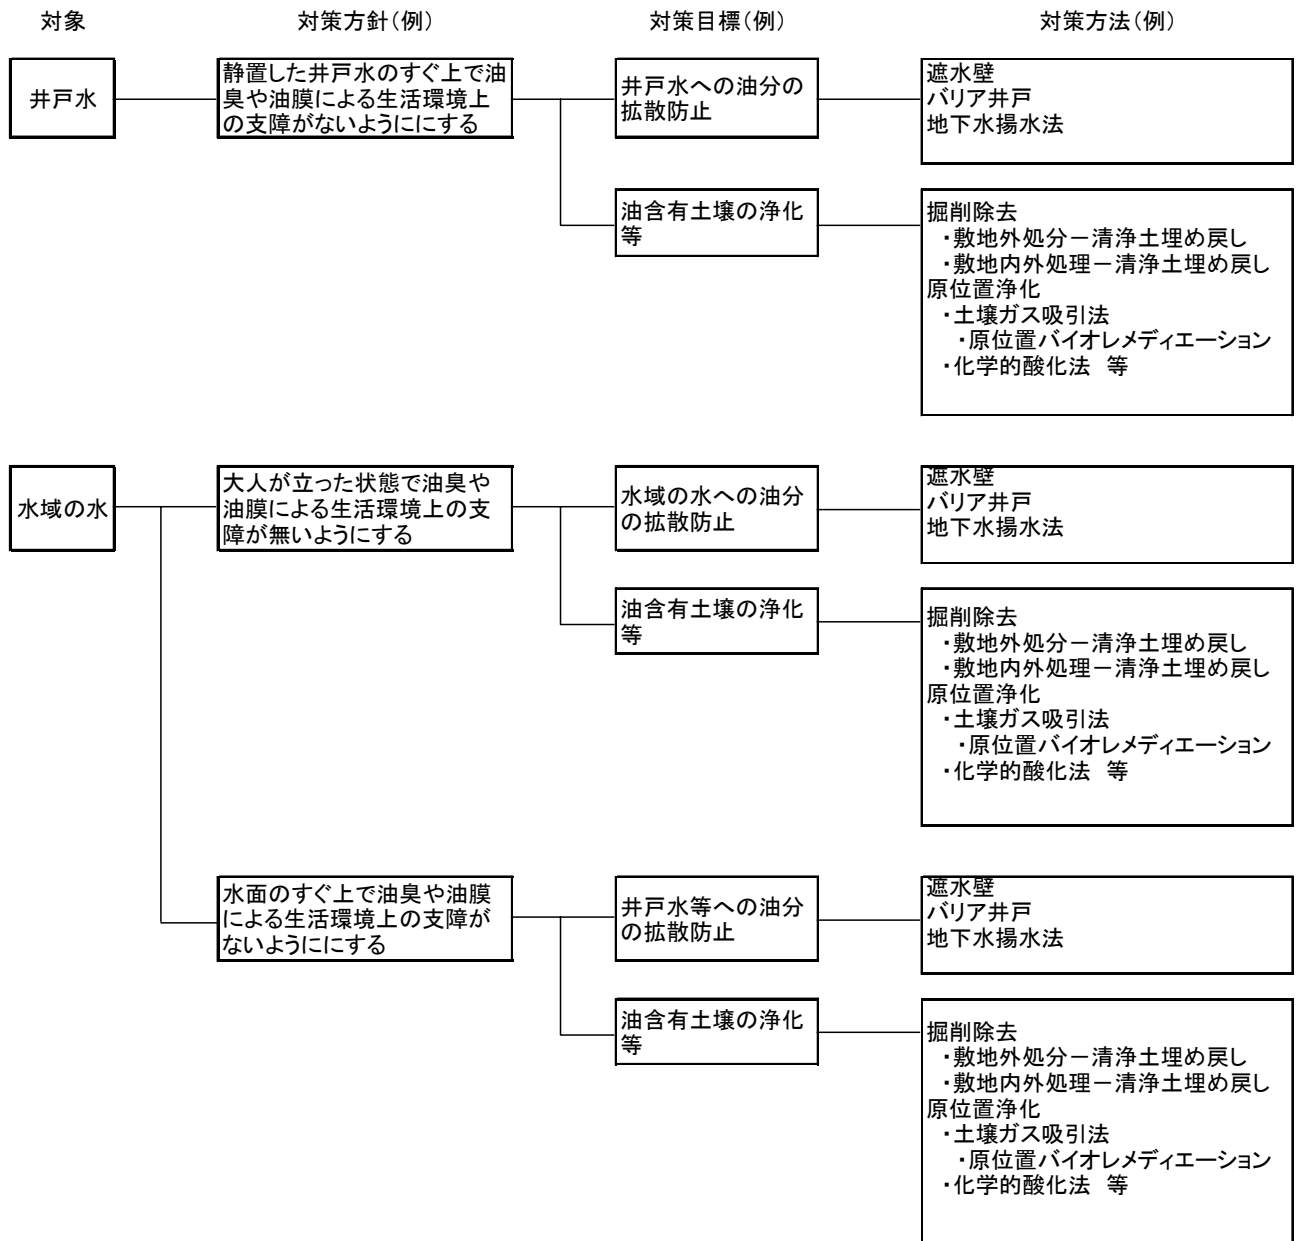 対象
対策方針(例)
対策目標(例)
対策方法(例)
井戸水
静置した井戸水のすぐ上で油
臭や油膜による生活環境上
の支障がないようににする
井戸水への油分の
拡散防止
遮水壁
バリア井戸
地下水揚水法
油含有土壌の浄化
等
掘削除去
・敷地外処分－清浄土埋め戻し
・敷地内外処理－清浄土埋め戻し
原位置浄化
・土壌ガス吸引法
・原位置バイオレメディエーション
・化学的酸化法 等
水域の水
大人が立った状態で油臭や
油膜による生活環境上の支
障が無いようにする
水域の水への油分
の拡散防止
遮水壁
バリア井戸
地下水揚水法
油含有土壌の浄化
等
掘削除去
・敷地外処分－清浄土埋め戻し
・敷地内外処理－清浄土埋め戻し
原位置浄化
・土壌ガス吸引法
・原位置バイオレメディエーション
・化学的酸化法 等
水面のすぐ上で油臭や油膜
による生活環境上の支障が
ないようににする
井戸水等への油分
の拡散防止
遮水壁
バリア井戸
地下水揚水法
油含有土壌の浄化
等
掘削除去
・敷地外処分－清浄土埋め戻し
・敷地内外処理－清浄土埋め戻し
原位置浄化
・土壌ガス吸引法
・原位置バイオレメディエーション
・化学的酸化法 等